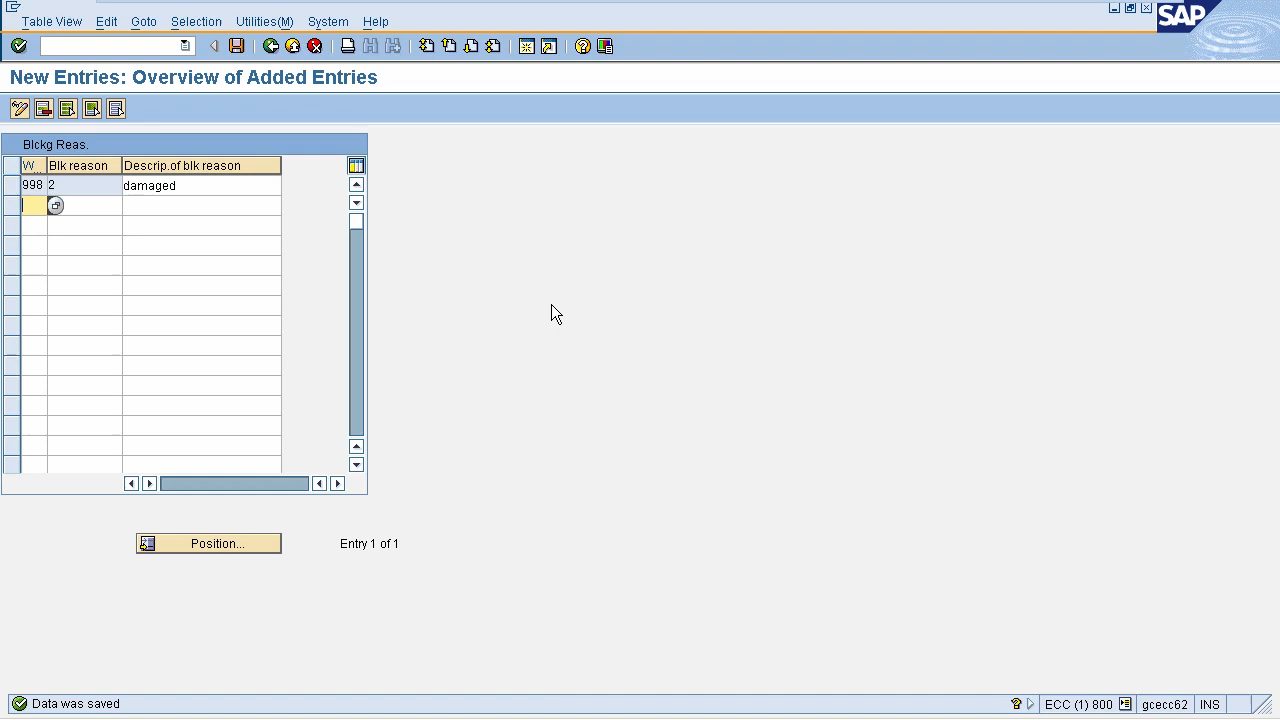 Table View Edit Goto Selection Utilities(M) System Help
SAP
New Entries: Overview of Added Entries
Blckg Reas.
W... Blk reason Descrip.of blk reason
998 2 damaged
Position... Entry 1 of 1
Data was saved ECC (1) 800 gcecc62 INS